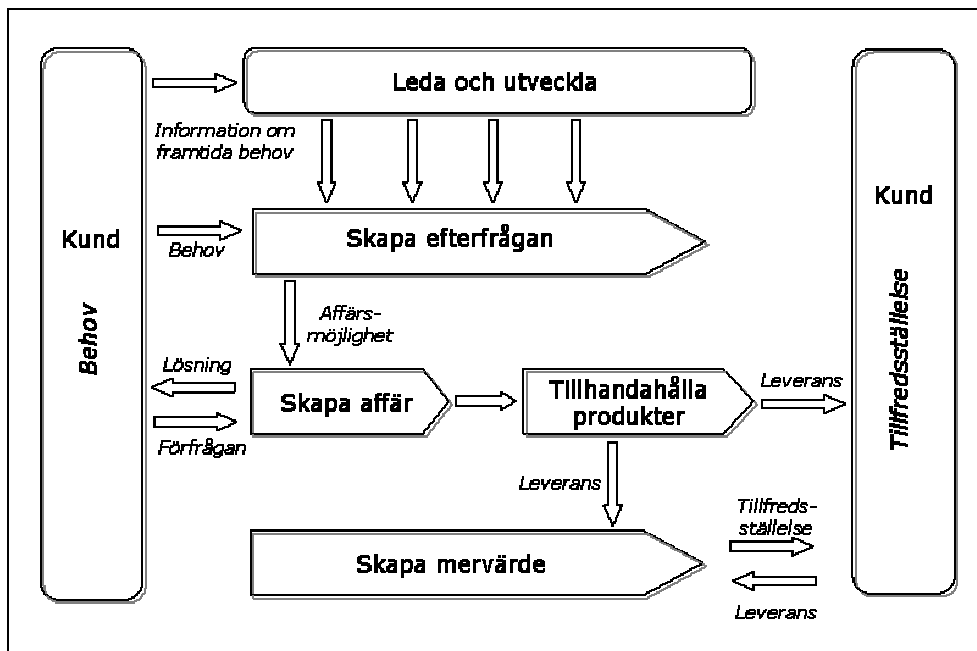 Leda och utveckla
Information om
framtida behov
Kund
Behov
Behov
Skapa efterfrågan
Kund
Tillfredsställelse
Affärs-
möjlighet
Lösning
Förfrågan
Skapa affär
Tillhandahålla
produkter
Leverans
Leverans
Skapa mervärde
Tillfreds-
ställelse
Leverans